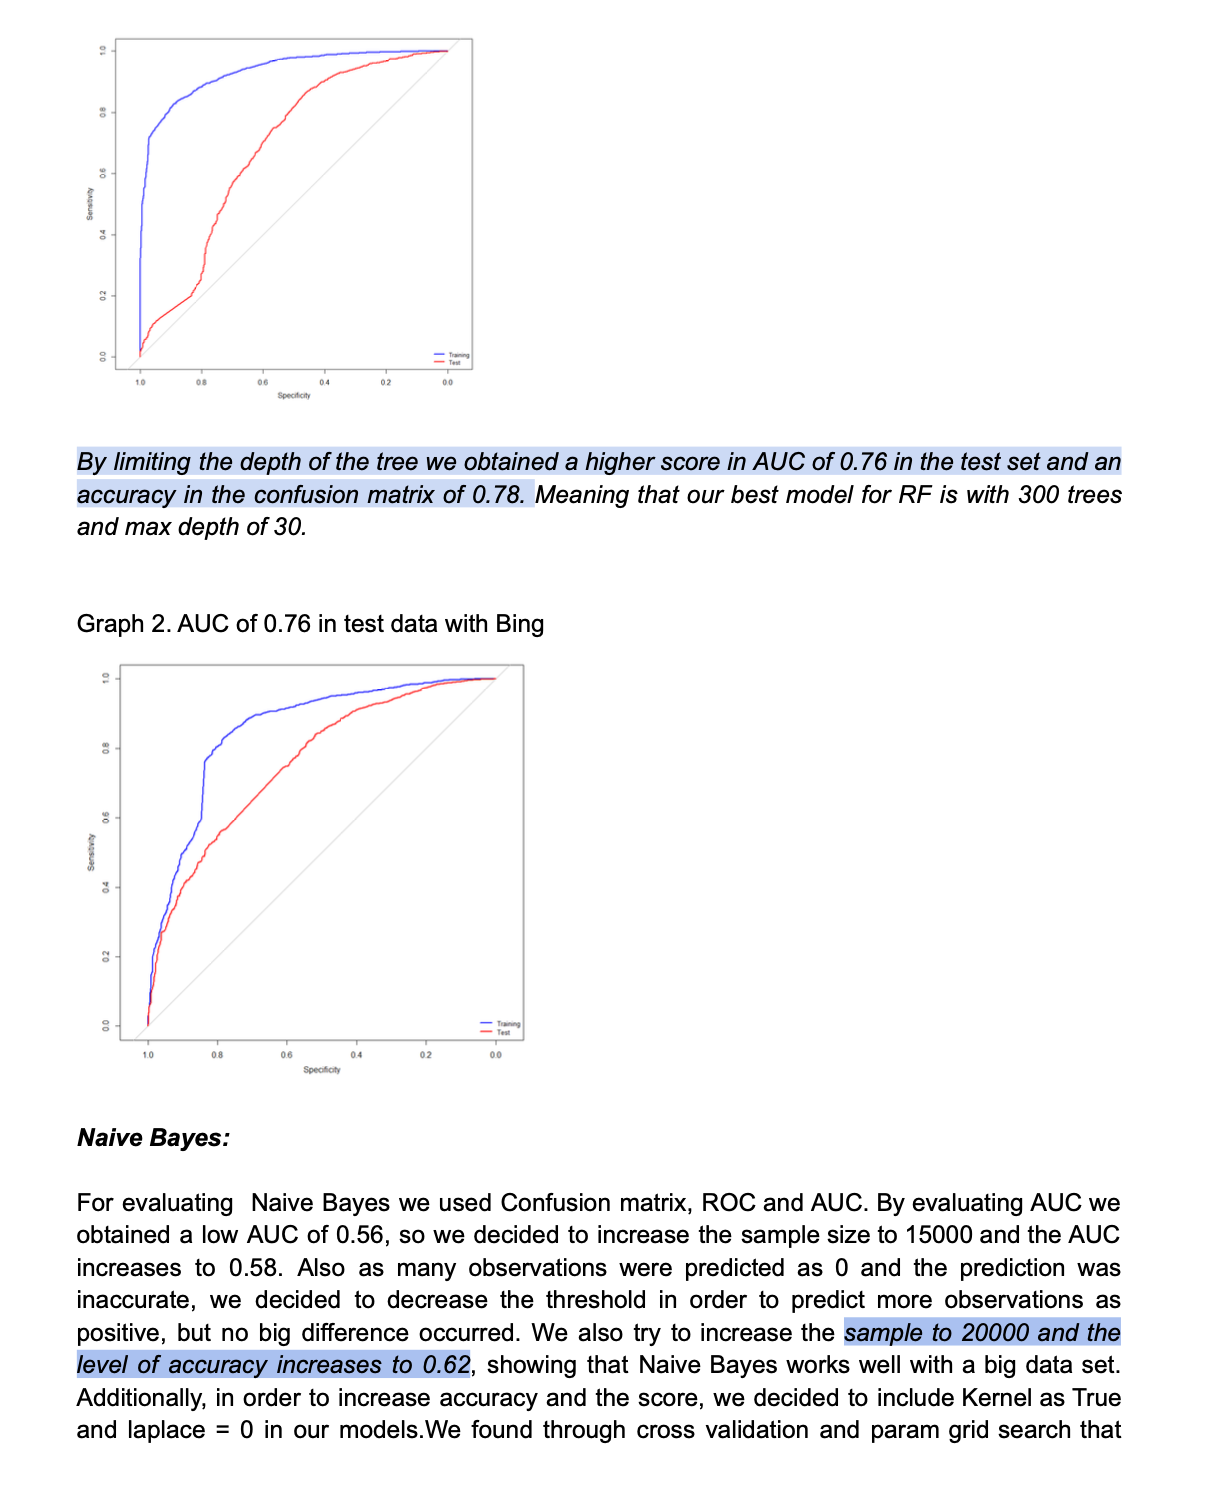 1.0
0.8
0.6
0.4
0.2
0.0
Sensitivity
Training
Test
1.0 0.8 0.6 0.4 0.2 0.0
Specificity
By limiting the depth of the tree we obtained a higher score in AUC of 0.76 in the test set and an
accuracy in the confusion matrix of 0.78. Meaning that our best model for RF is with 300 trees
and max depth of 30.
Graph 2. AUC of 0.76 in test data with Bing
1.0
0.8
0.6
0.4
0.2
0.0
Sensitivity
Training
Test
1.0 0.8 0.6 0.4 0.2 0.0
Specificity
Naive Bayes:
For evaluating Naive Bayes we used Confusion matrix, ROC and AUC. By evaluating AUC we
obtained a low AUC of 0.56, so we decided to increase the sample size to 15000 and the AUC
increases to 0.58. Also as many observations were predicted as 0 and the prediction was
inaccurate, we decided to decrease the threshold in order to predict more observations as
positive, but no big difference occurred. We also try to increase the sample to 20000 and the
level of accuracy increases to 0.62, showing that Naive Bayes works well with a big data set.
Additionally, in order to increase accuracy and the score, we decided to include Kernel as True
and laplace = 0 in our models.We found through cross validation and param grid search that